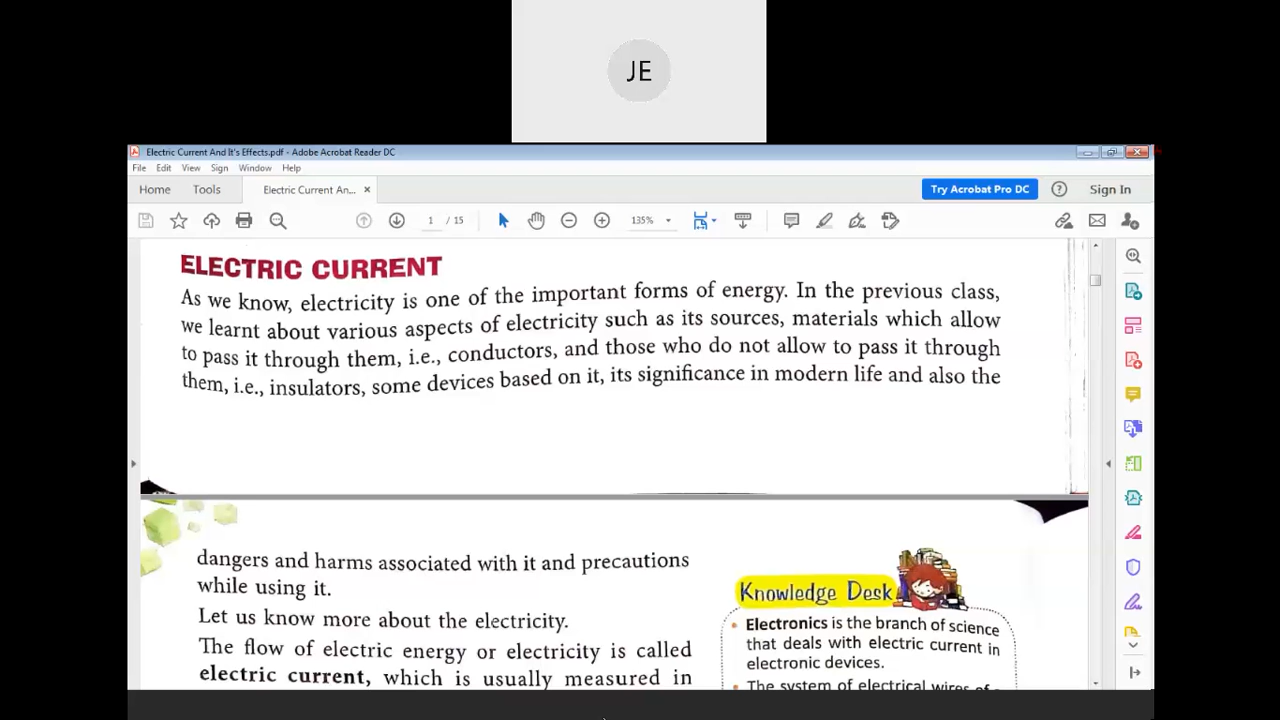 JE
Electric Current And It's Effects.pdf - Adobe Acrobat Reader DC
File Edit View Sign Window Help
Home Tools Electric Current An... × Try Acrobat Pro DC Sign In
1 / 15 135%
ELECTRIC CURRENT
As we know, electricity is one of the important forms of energy. In the previous class,
we learnt about various aspects of electricity such as its sources, materials which allow
to pass it through them, i.e., conductors, and those who do not allow to pass it through
them, i.e., insulators, some devices based on it, its significance in modern life and also the
dangers and harms associated with it and precautions
while using it.
Let us know more about the electricity.
The flow of electric energy or electricity is called
electric current, which is usually measured in
Knowledge Desk
• Electronics is the branch of science
that deals with electric current in
electronic devices.
• The system of electrical wires of a